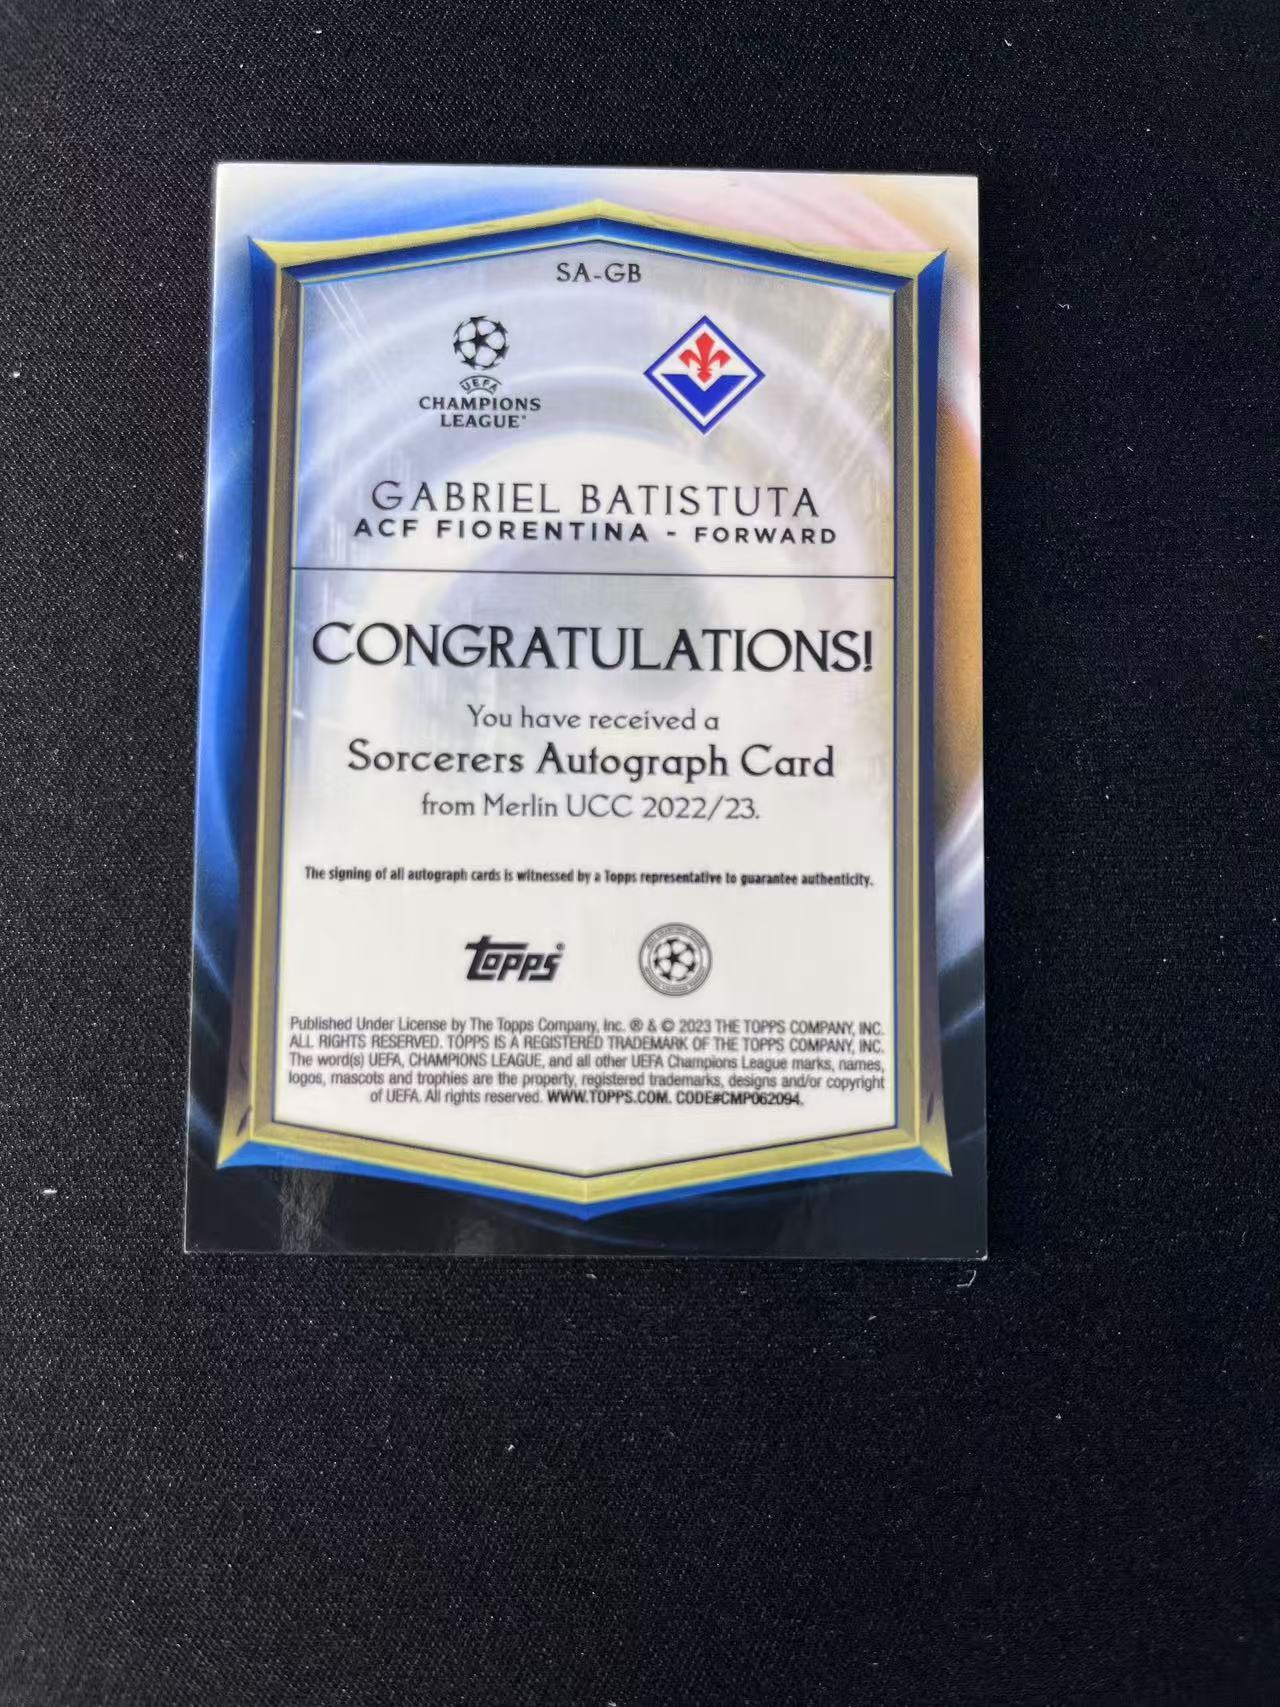 SA-GB
UEFA
CHAMPIONS
LEAGUE®
GABRIEL BATISTUTA
ACF FIORENTINA - FORWARD
CONGRATULATIONS!
You have received a
Sorcerers Autograph Card
from Merlin UCC 2022/23.
The signing of all autograph cards is witnessed by a Topps representative to guarantee authenticity.
Topps®
Published Under License by The Topps Company, Inc. ® & © 2023 THE TOPPS COMPANY, INC.
ALL RIGHTS RESERVED. TOPPS IS A REGISTERED TRADEMARK OF THE TOPPS COMPANY, INC.
The word(s) UEFA, CHAMPIONS LEAGUE, and all other UEFA Champions League marks, names,
logos, mascots and trophies are the property, registered trademarks, designs and/or copyright
of UEFA. All rights reserved. WWW.TOPPS.COM. CODE#CMP062094.